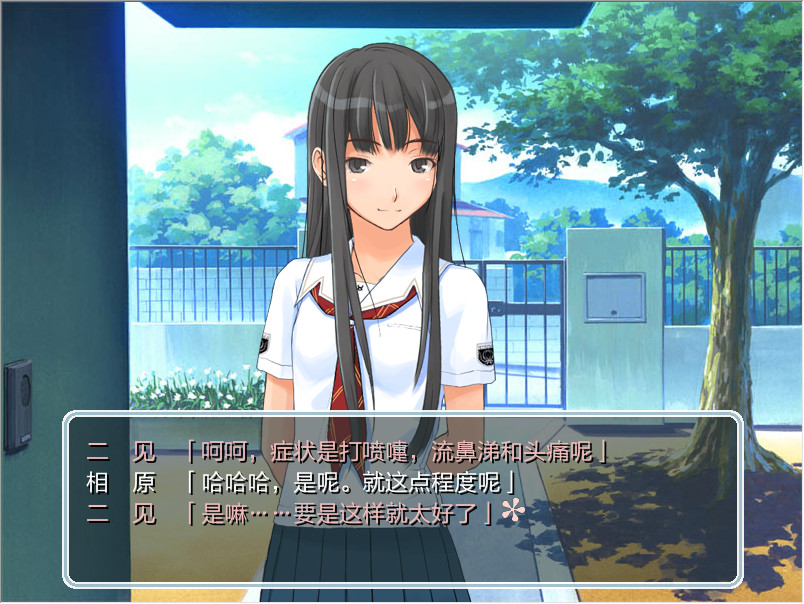 二　见　「呵呵，症状是打喷嚏，流鼻涕和头痛呢」
相　原　「哈哈哈，是呢。就这点程度呢」
二　见　「是嘛……要是这样就太好了」